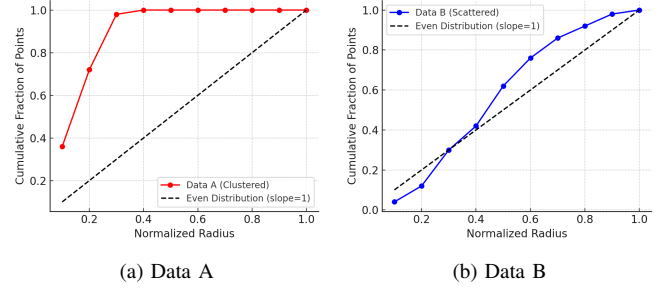 1.0
0.8
0.6
0.4
0.2
Cumulative Fraction of Points
Data A (Clustered)
Even Distribution (slope=1)
0.2
0.4
0.6
0.8
1.0
Normalized Radius
(a) Data A
1.0
0.8
0.6
0.4
0.2
0.0
Cumulative Fraction of Points
Data B (Scattered)
Even Distribution (slope=1)
0.2
0.4
0.6
0.8
1.0
Normalized Radius
(b) Data B